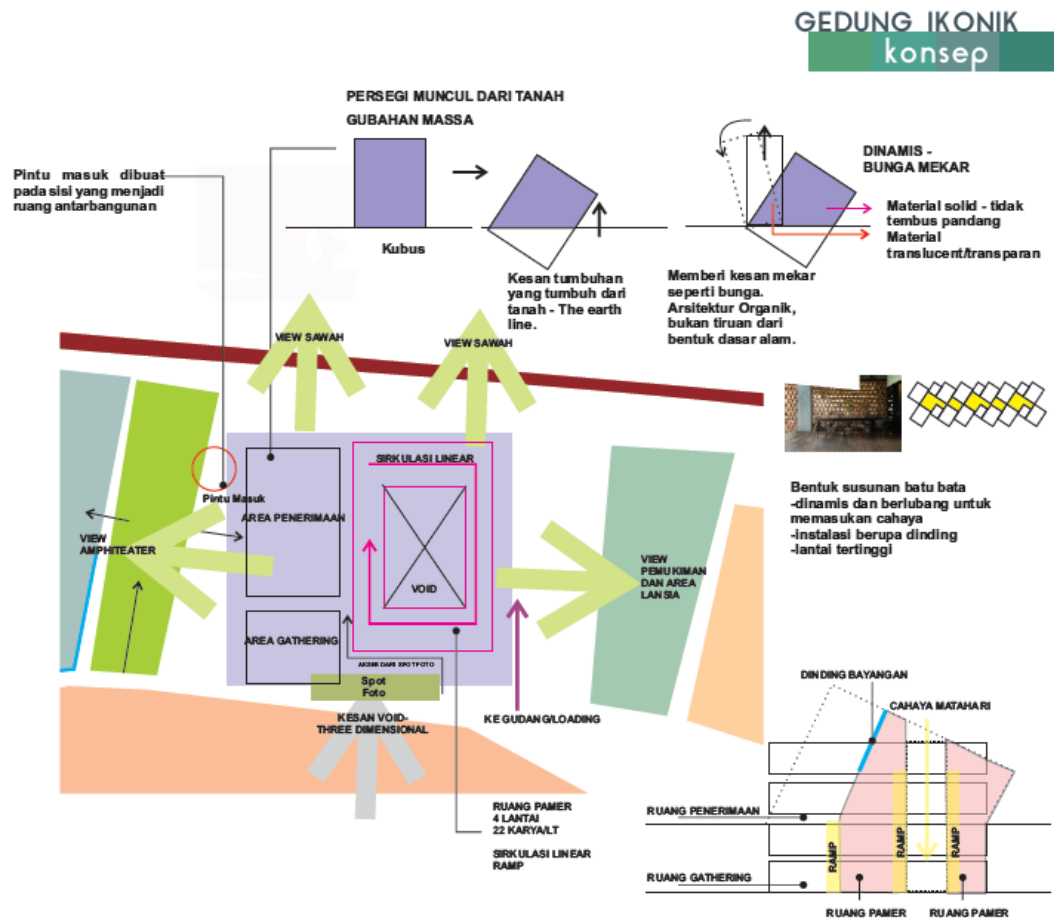 GEDUNG IKONIK
konsep
PERSEGI MUNCUL DARI TANAH
GUBAHAN MASSA
Pintu masuk dibuat
pada sisi yang menjadi
ruang antarbangunan
Kubus
Kesan tumbuhan
yang tumbuh dari
tanah - The earth
line.
DINAMIS -
BUNGA MEKAR
Material solid - tidak
tembus pandang
Material
translucent/transparan
Memberi kesan mekar
seperti bunga.
Arsitektur Organik,
bukan tiruan dari
bentuk dasar alam.
VIEW SAWAH
VIEW SAWAH
SIRKULASI LINEAR
Pintu Masuk
AREA PENERIMAAN
VIEW
AMPHITEATER
VOID
VIEW
PEMUKIMAN
DAN AREA
LANSIA
AREA GATHERING
AKSES DARI SPOT FOTO
Spot
Foto
KESAN VOID-
THREE DIMENSIONAL
KE GUDANG/LOADING
RUANG PAMER
4 LANTAI
22 KARYA/LT
SIRKULASI LINEAR
RAMP
Bentuk susunan batu bata
-dinamis dan berlubang untuk
memasukan cahaya
-instalasi berupa dinding
-lantai tertinggi
DINDING BAYANGAN
CAHAYA MATAHARI
RUANG PENERIMAAN
RAMP
RAMP
RAMP
RUANG GATHERING
RUANG PAMER
RUANG PAMER